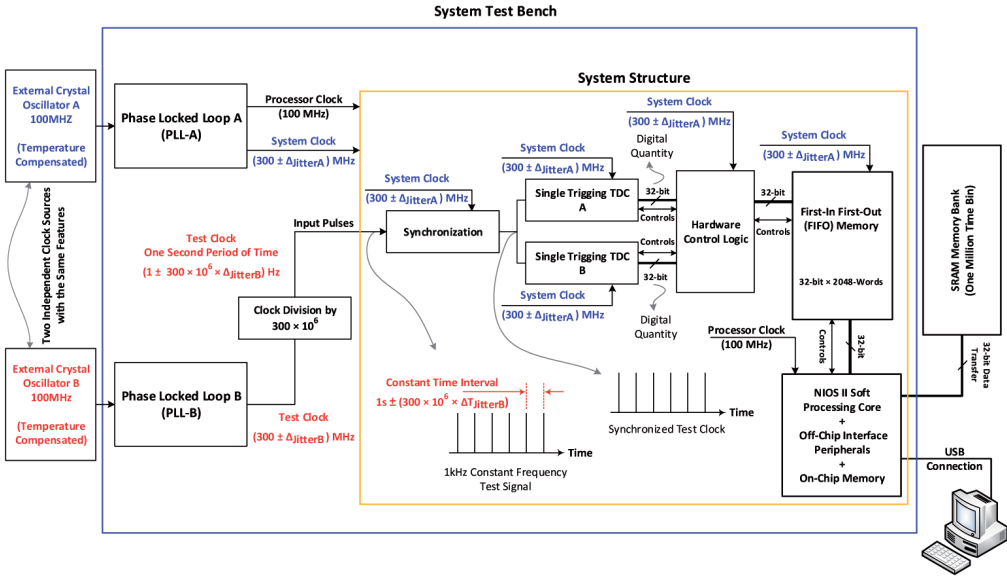 System Test Bench
External Crystal
Oscillator A
100MHZ
(Temperature
Compensated)
Two Independent Clock Sources
with the Same Features
External Crystal
Oscillator B
100MHz
(Temperature
Compensated)
Phase Locked Loop A
(PLL-A)
Processor Clock
(100 MHz)
System Clock
(300 ± ΔJitterA) MHz
Phase Locked Loop B
(PLL-B)
Test Clock
(300 ± ΔJitterB) MHz
Clock Division by
300 × 10⁶
Test Clock
One Second Period of Time
(1 ± 300 × 10⁶ × ΔJitterB) Hz
Input Pulses
System Structure
System Clock
(300 ± ΔJitterA) MHz
Synchronization
System Clock
(300 ± ΔJitterA) MHz
Single Trigging TDC
A
Single Trigging TDC
B
System Clock
(300 ± ΔJitterA) MHz
System Clock
(300 ± ΔJitterA) MHz
Digital
Quantity
32-bit
Controls
Controls
32-bit
Digital
Quantity
Hardware
Control Logic
32-bit
Controls
System Clock
(300 ± ΔJitterA) MHz
First-In First-Out
(FIFO) Memory
32-bit × 2048-Words
Processor Clock
(100 MHz)
Controls
32-bit
NIOS II Soft
Processing Core
+
Off-Chip Interface
Peripherals
+
On-Chip Memory
SRAM Memory Bank
(One Million Time Bin)
32-bit Data
Transfer
USB
Connection
Constant Time Interval
1s ± (300 × 10⁶ × ΔTJitterB)
Time
1kHz Constant Frequency
Test Signal
Time
Synchronized Test Clock